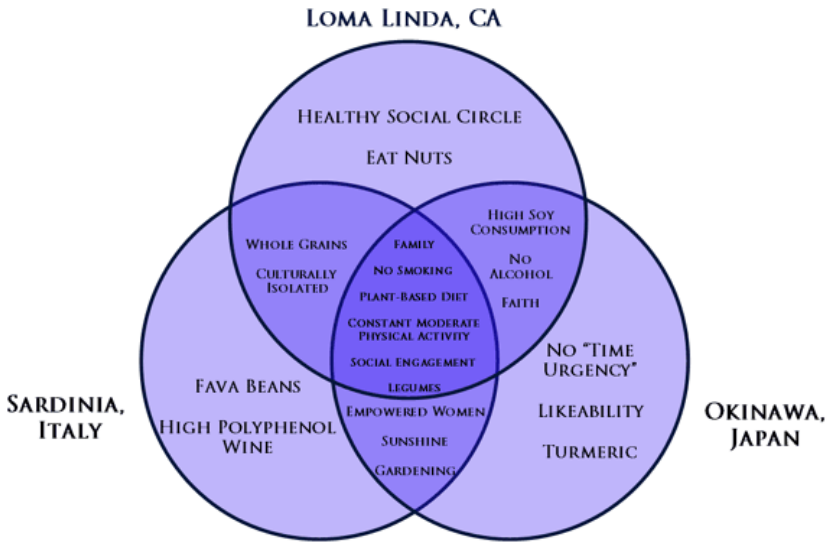 LOMA LINDA, CA
HEALTHY SOCIAL CIRCLE
EAT NUTS
HIGH SOY
CONSUMPTION
NO
ALCOHOL
FAITH
WHOLE GRAINS
CULTURALLY
ISOLATED
FAMILY
NO SMOKING
PLANT-BASED DIET
CONSTANT MODERATE
PHYSICAL ACTIVITY
SOCIAL ENGAGEMENT
LEGUMES
EMPOWERED WOMEN
SUNSHINE
GARDENING
FAVA BEANS
HIGH POLYPHENOL
WINE
NO “TIME
URGENCY”
LIKEABILITY
TURMERIC
SARDINIA,
ITALY
OKINAWA,
JAPAN